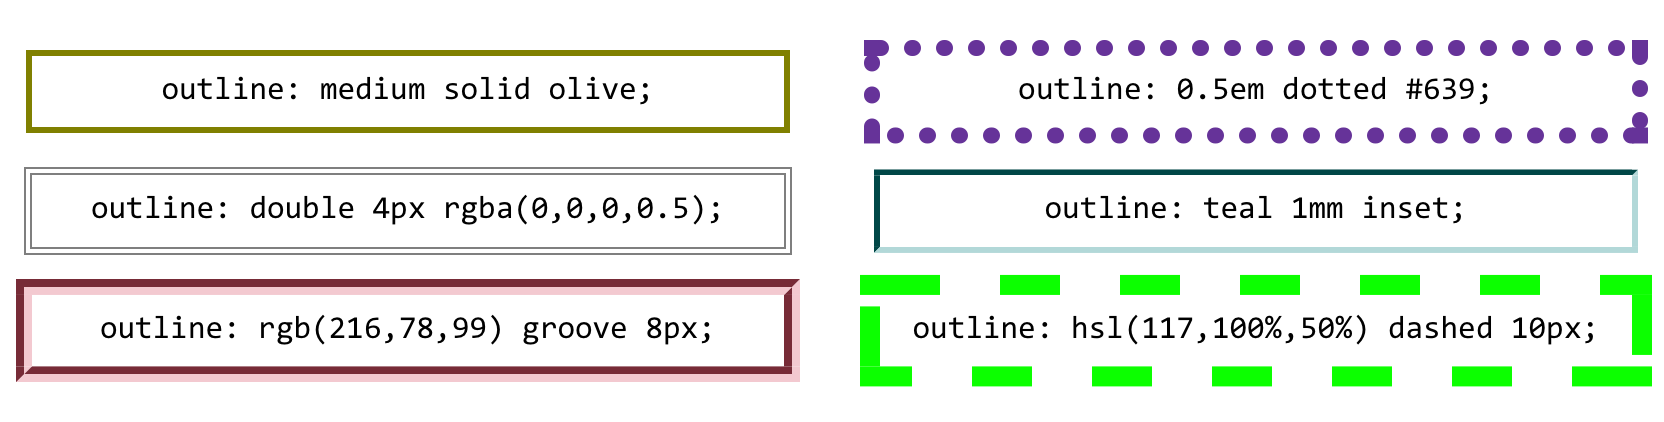 outline: medium solid olive;
outline: 0.5em dotted #639;
outline: double 4px rgba(0,0,0,0.5);
outline: teal 1mm inset;
outline: rgb(216,78,99) groove 8px;
outline: hsl(117,100%,50%) dashed 10px;